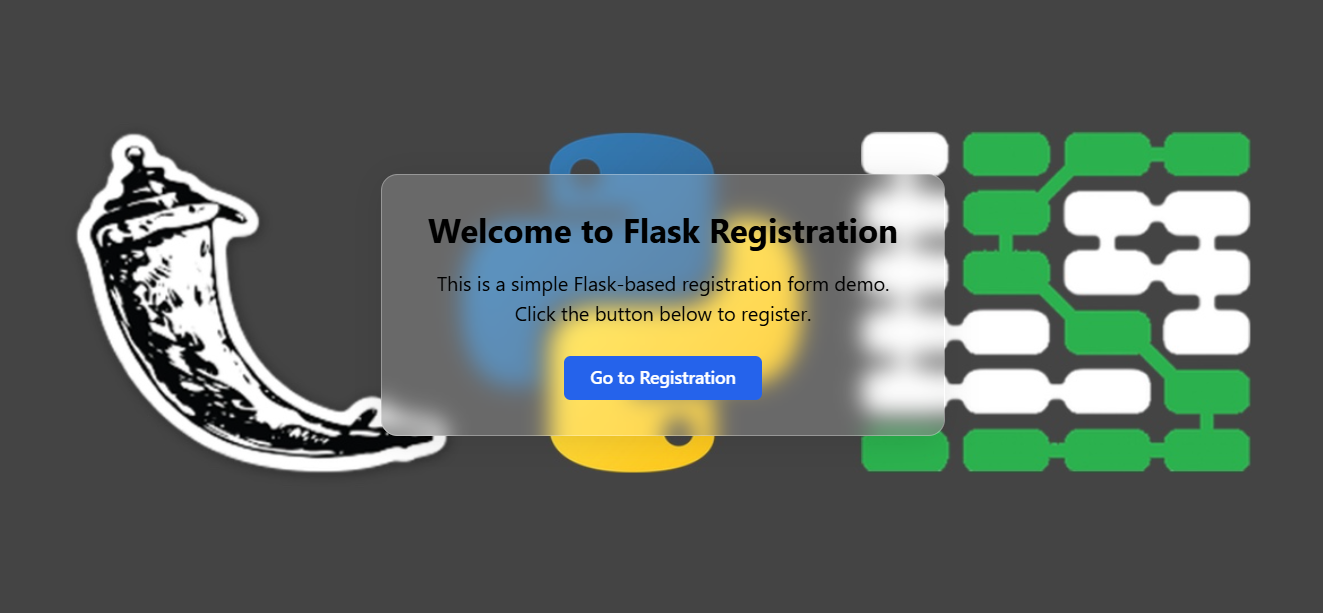 Welcome to Flask Registration
This is a simple Flask-based registration form demo.
Click the button below to register.
Go to Registration